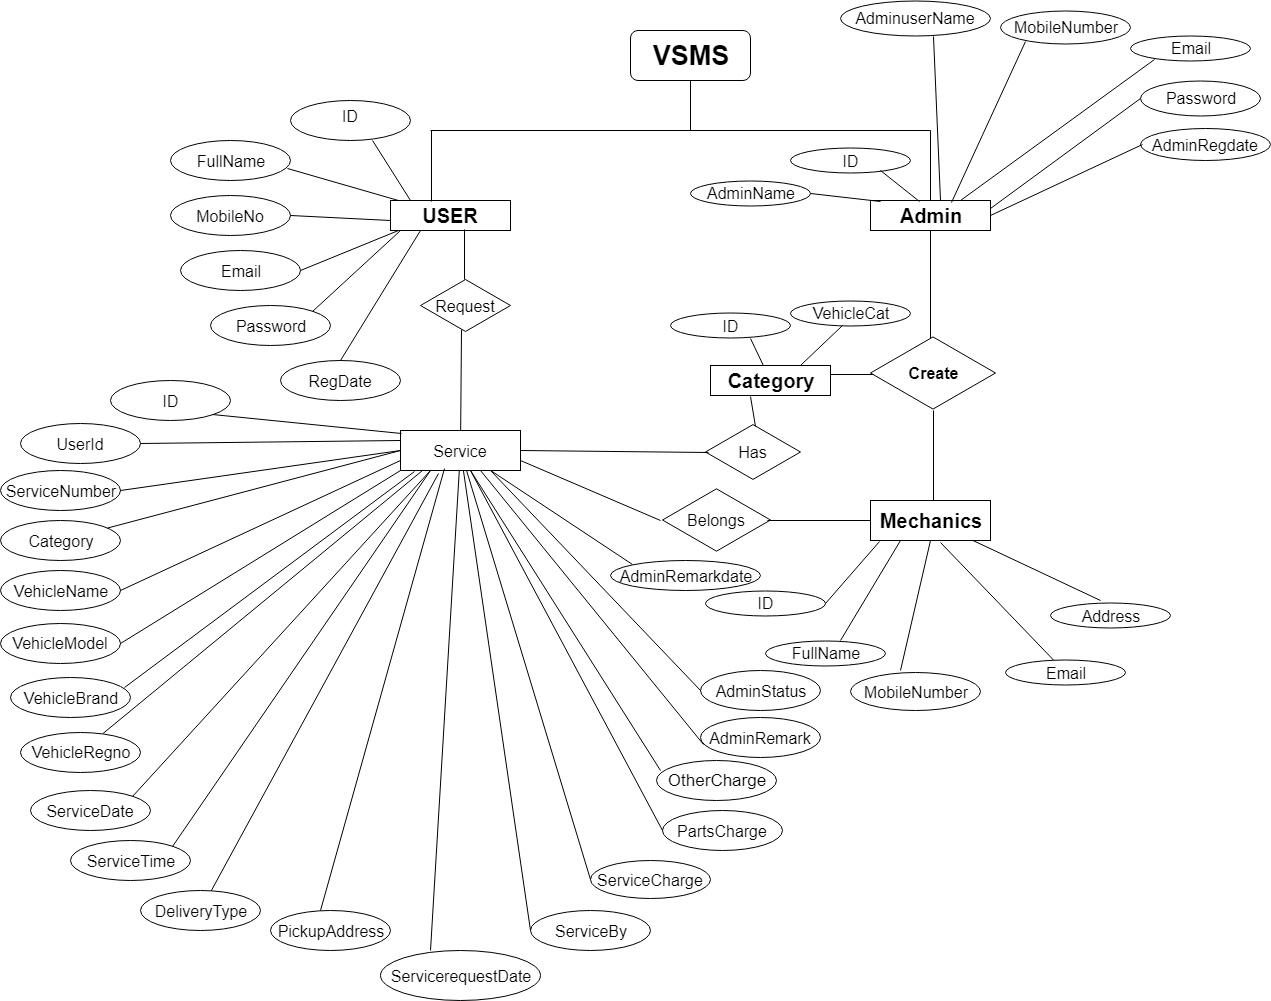 AdminuserName
MobileNumber
VSMS
Email
Password
ID
AdminRegdate
FullName
ID
AdminName
MobileNo
USER
Admin
Email
Request
VehicleCat
Password
ID
RegDate
Category
Create
ID
UserId
Service
Has
ServiceNumber
Belongs
Mechanics
Category
AdminRemarkdate
VehicleName
ID
Address
VehicleModel
FullName
Email
VehicleBrand
AdminStatus
MobileNumber
VehicleRegno
AdminRemark
OtherCharge
ServiceDate
PartsCharge
ServiceTime
ServiceCharge
DeliveryType
PickupAddress
ServiceBy
ServicerequestDate